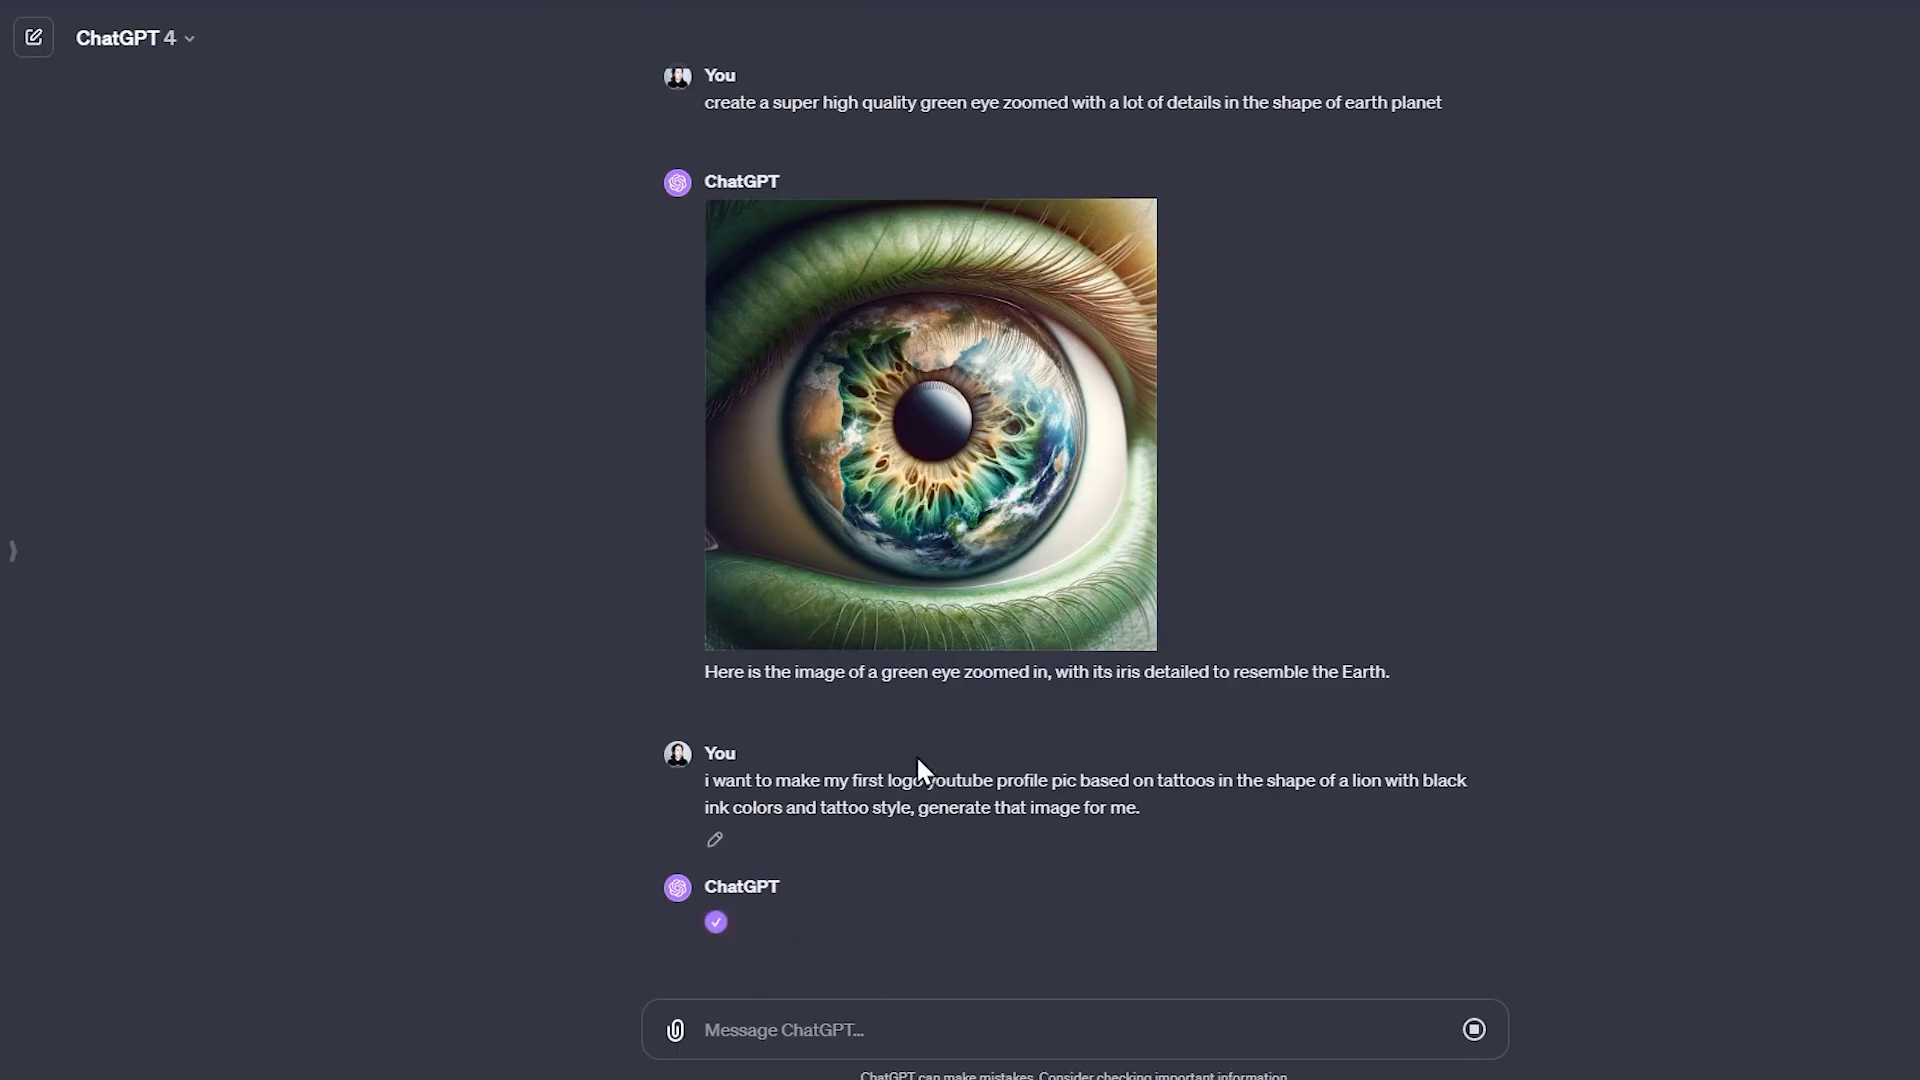 ChatGPT 4
You
create a super high quality green eye zoomed with a lot of details in the shape of earth planet
ChatGPT
Here is the image of a green eye zoomed in, with its iris detailed to resemble the Earth.
You
i want to make my first logo youtube profile pic based on tattoos in the shape of a lion with black
ink colors and tattoo style, generate that image for me.
ChatGPT
Message ChatGPT...
ChatGPT can make mistakes. Consider checking important information.